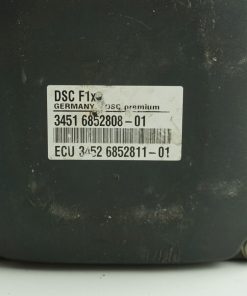 DSC F1x
GERMANY DSC premium
3451 6852808-01
ECU 3452 6852811-01